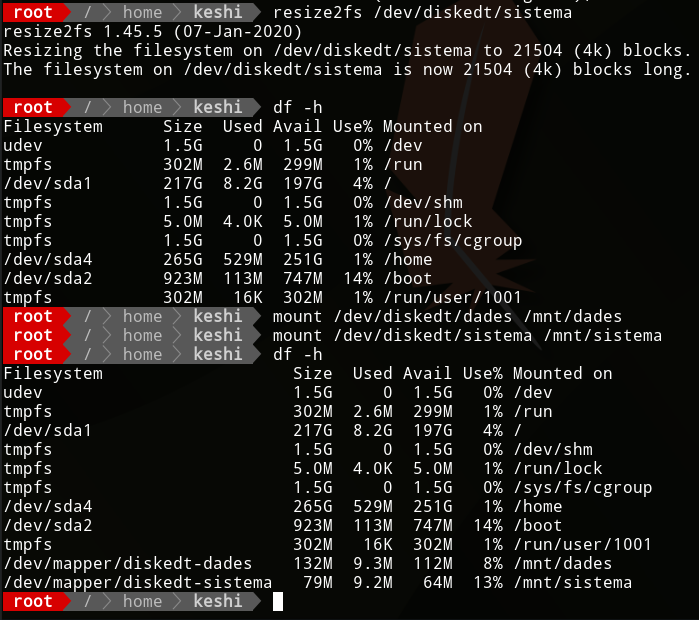 root / home keshi resize2fs /dev/diskedt/sistema
resize2fs 1.45.5 (07-Jan-2020)
Resizing the filesystem on /dev/diskedt/sistema to 21504 (4k) blocks.
The filesystem on /dev/diskedt/sistema is now 21504 (4k) blocks long.
root / home keshi df -h
Filesystem Size Used Avail Use% Mounted on
udev 1.5G 0 1.5G 0% /dev
tmpfs 302M 2.6M 299M 1% /run
/dev/sda1 217G 8.2G 197G 4% /
tmpfs 1.5G 0 1.5G 0% /dev/shm
tmpfs 5.0M 4.0K 5.0M 1% /run/lock
tmpfs 1.5G 0 1.5G 0% /sys/fs/cgroup
/dev/sda4 265G 529M 251G 1% /home
/dev/sda2 923M 113M 747M 14% /boot
tmpfs 302M 16K 302M 1% /run/user/1001
root / home keshi mount /dev/diskedt/dades /mnt/dades
root / home keshi mount /dev/diskedt/sistema /mnt/sistema
root / home keshi df -h
Filesystem Size Used Avail Use% Mounted on
udev 1.5G 0 1.5G 0% /dev
tmpfs 302M 2.6M 299M 1% /run
/dev/sda1 217G 8.2G 197G 4% /
tmpfs 1.5G 0 1.5G 0% /dev/shm
tmpfs 5.0M 4.0K 5.0M 1% /run/lock
tmpfs 1.5G 0 1.5G 0% /sys/fs/cgroup
/dev/sda4 265G 529M 251G 1% /home
/dev/sda2 923M 113M 747M 14% /boot
tmpfs 302M 16K 302M 1% /run/user/1001
/dev/mapper/diskedt-dades 132M 9.3M 112M 8% /mnt/dades
/dev/mapper/diskedt-sistema 79M 9.2M 64M 13% /mnt/sistema
root / home keshi